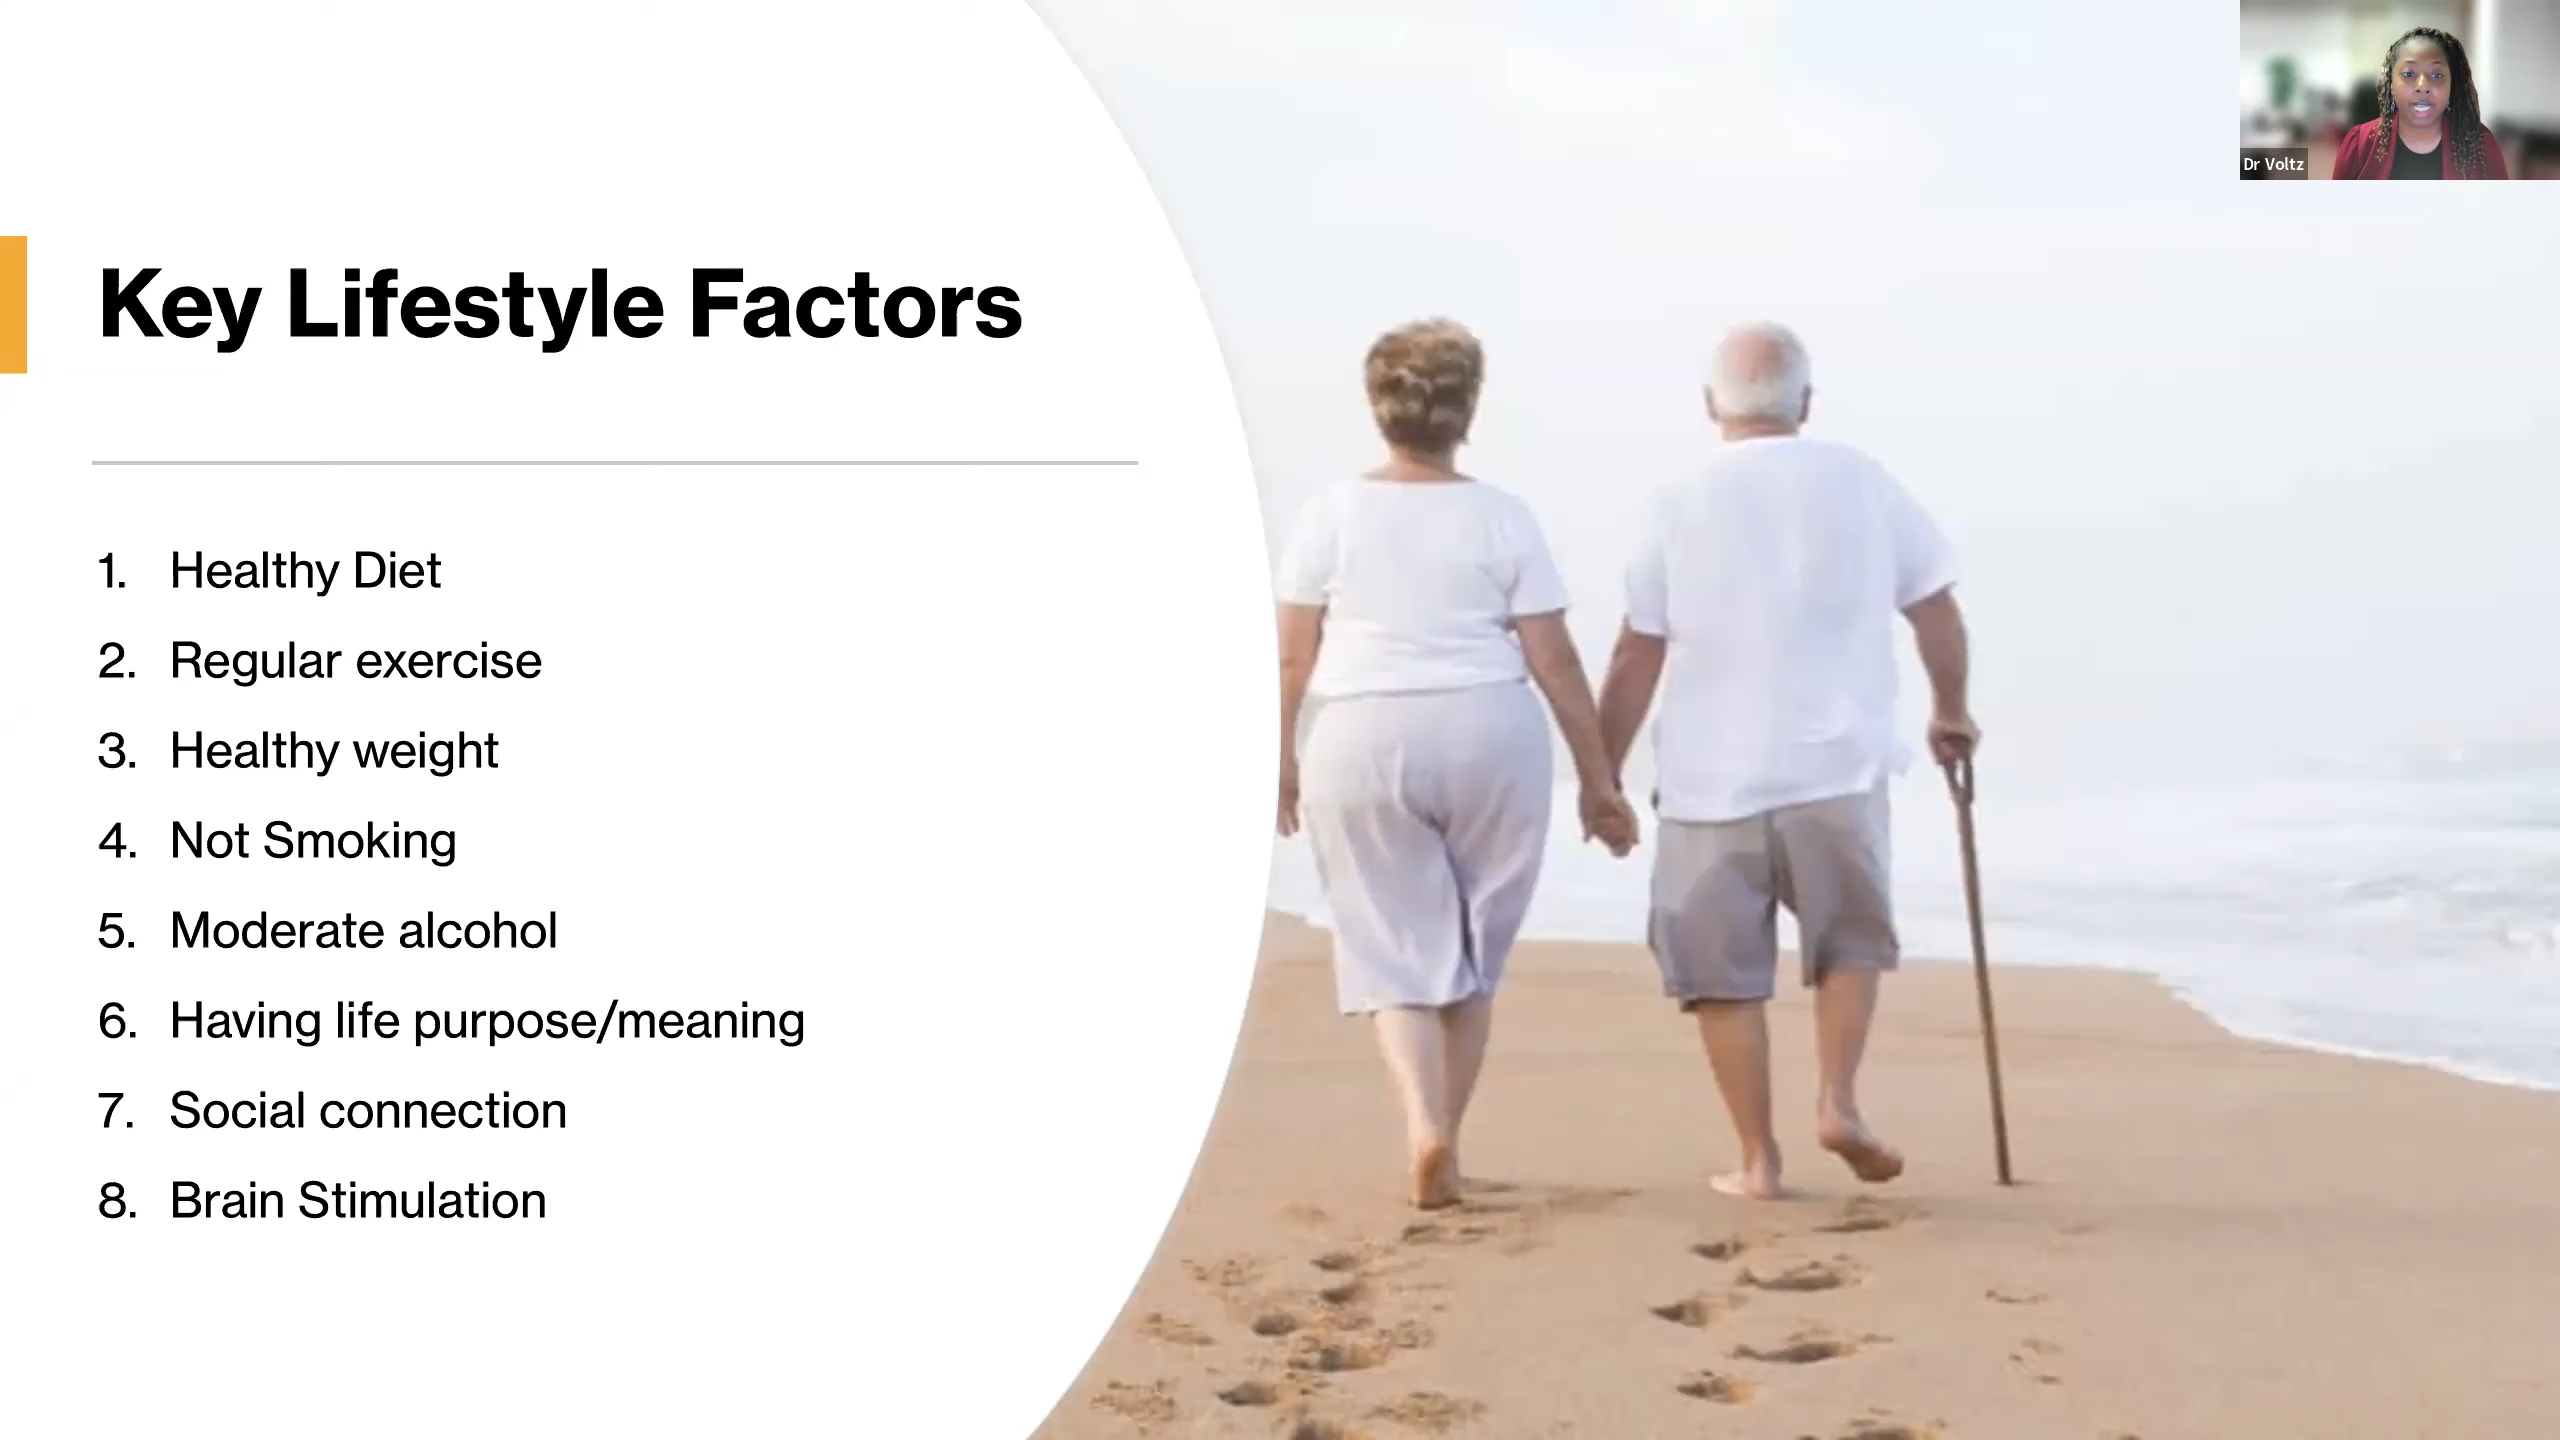 Dr Voltz
Key Lifestyle Factors
1. Healthy Diet
2. Regular exercise
3. Healthy weight
4. Not Smoking
5. Moderate alcohol
6. Having life purpose/meaning
7. Social connection
8. Brain Stimulation